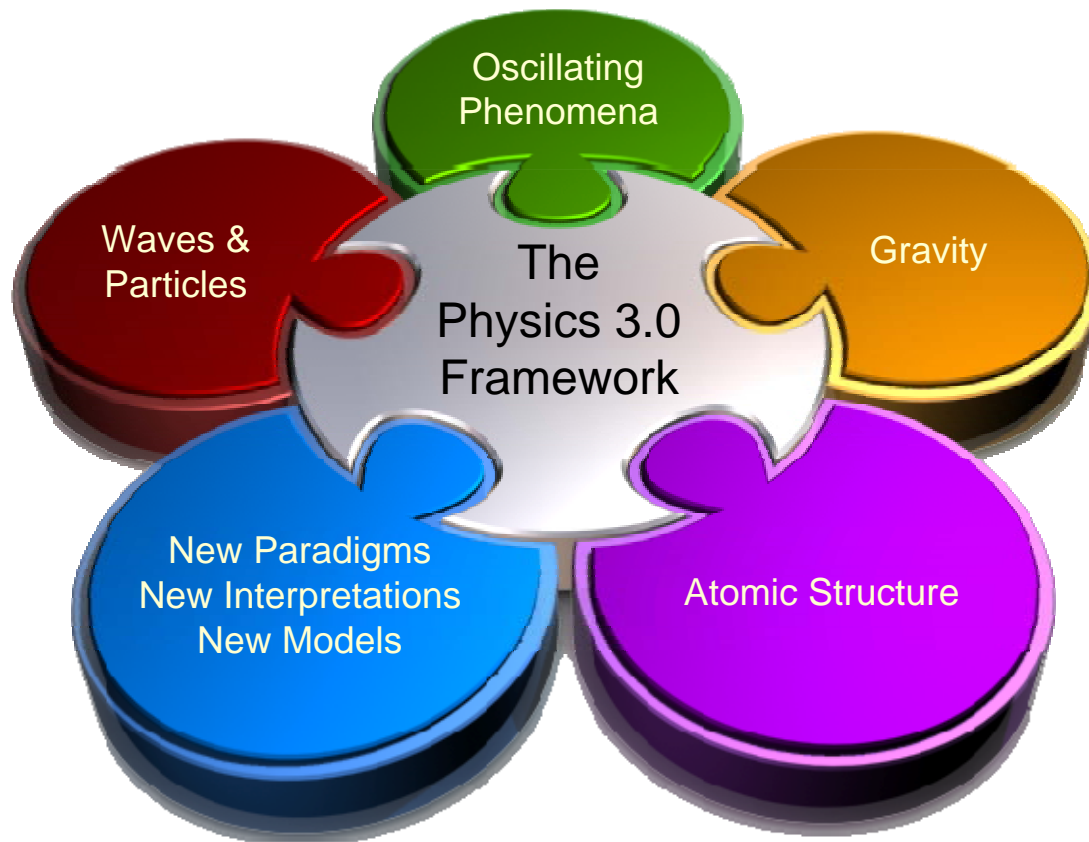 Oscillating
Phenomena
Waves &
Particles
The
Physics 3.0
Framework
Gravity
New Paradigms
New Interpretations
New Models
Atomic Structure